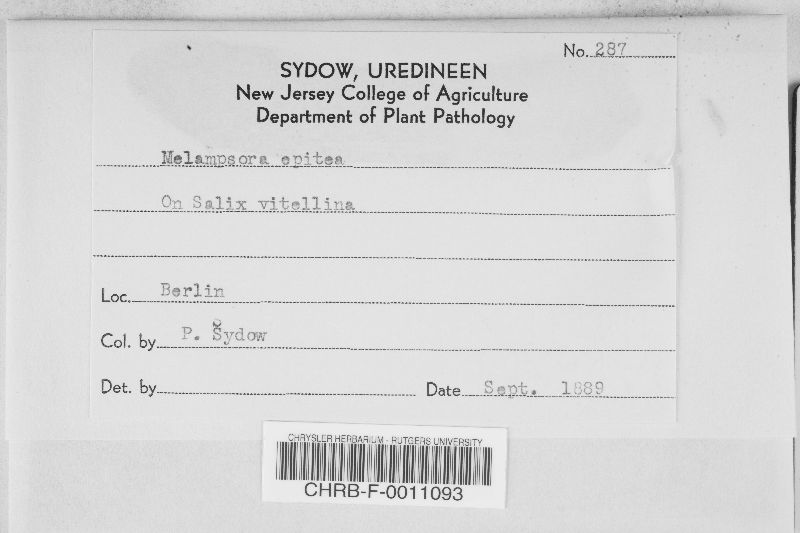 No. 287
SYDOW, UREDINEEN
New Jersey College of Agriculture
Department of Plant Pathology
Melampsora epitea
On Salix vitellina
Loc. Berlin
Col. by P. Sydow
Det. by
Date Sept. 1889
CHRYSLER HERBARIUM - RUTGERS UNIVERSITY
CHRB-F-0011093